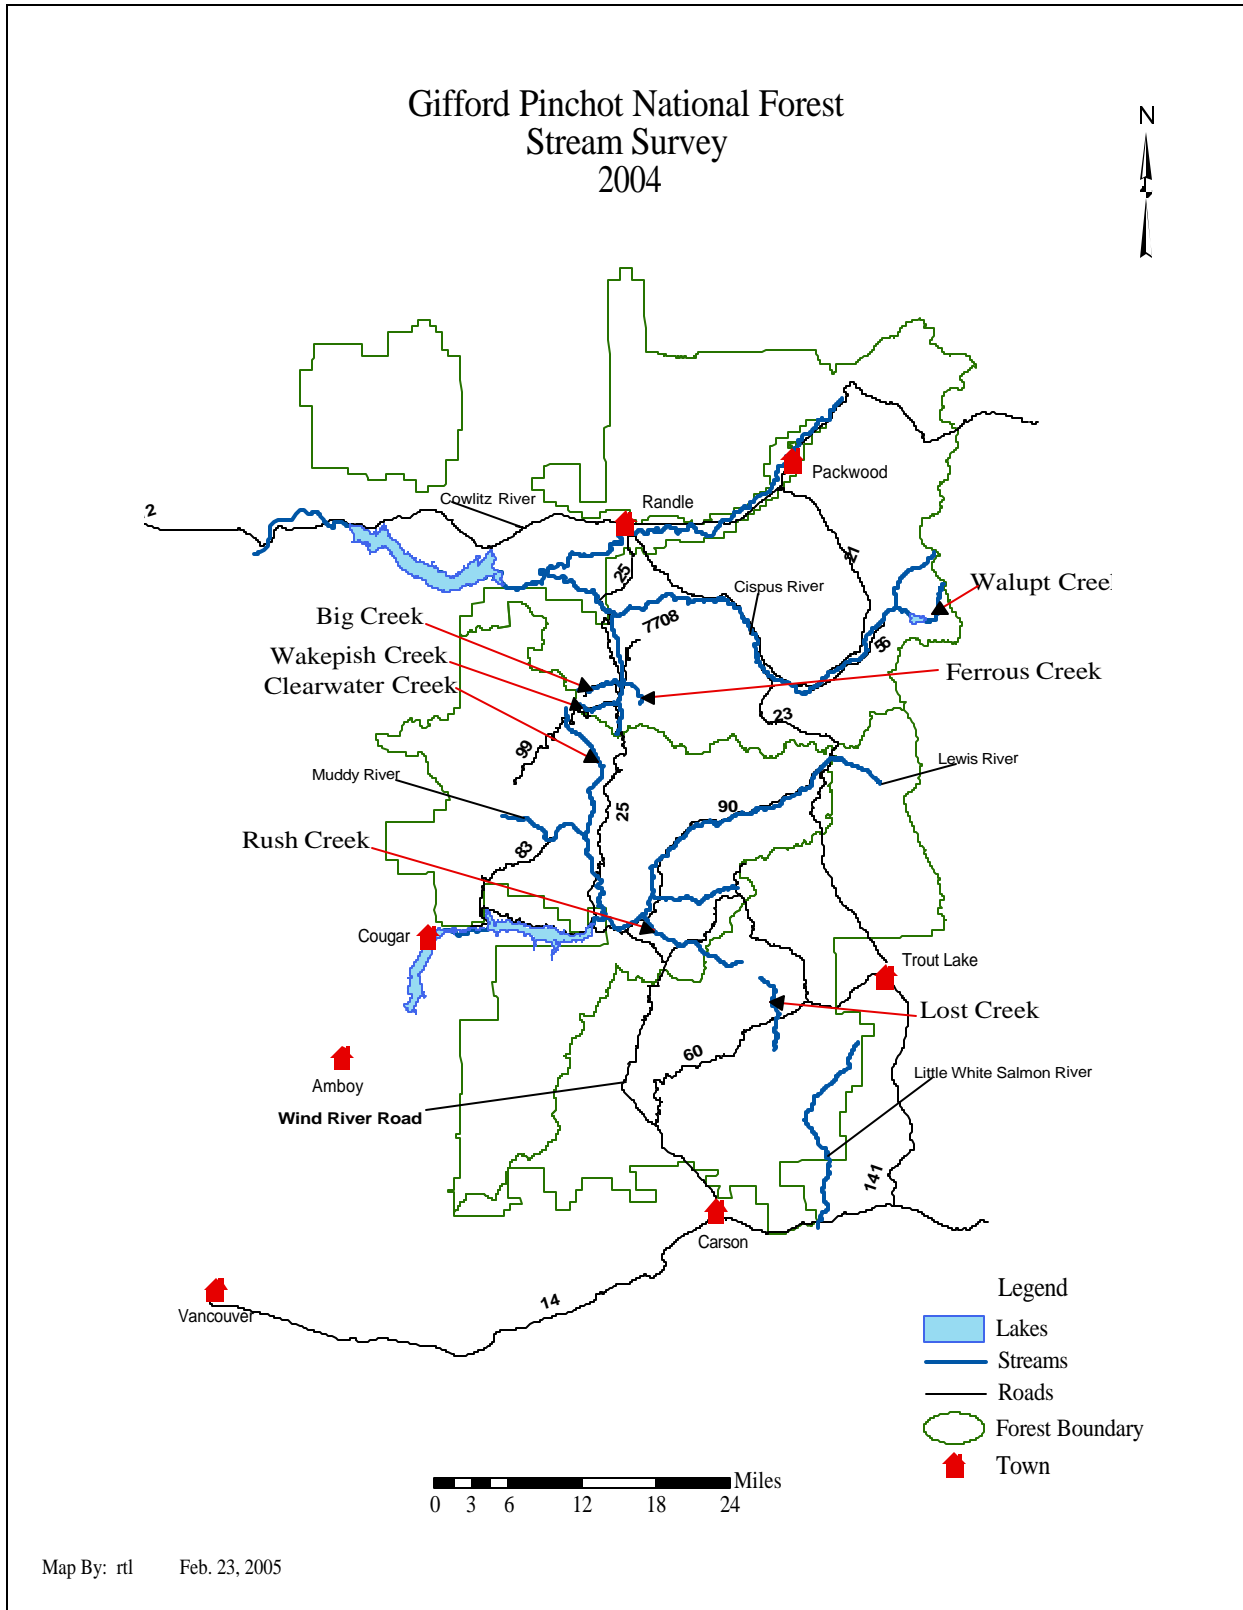 Gifford Pinchot National Forest
Stream Survey
2004
N
Packwood
2
Cowlitz River
Randle
21
25
Cispus River
Walupt Cree
Big Creek
7708
56
Wakepish Creek
Ferrous Creek
Clearwater Creek
23
99
Muddy River
Lewis River
90
25
Rush Creek
83
Cougar
Trout Lake
Lost Creek
60
Amboy
Little White Salmon River
Wind River Road
141
Carson
Vancouver
14
Legend
Lakes
Streams
Roads
Forest Boundary
Town
Miles
0 3 6 12 18 24
Map By: rtl Feb. 23, 2005